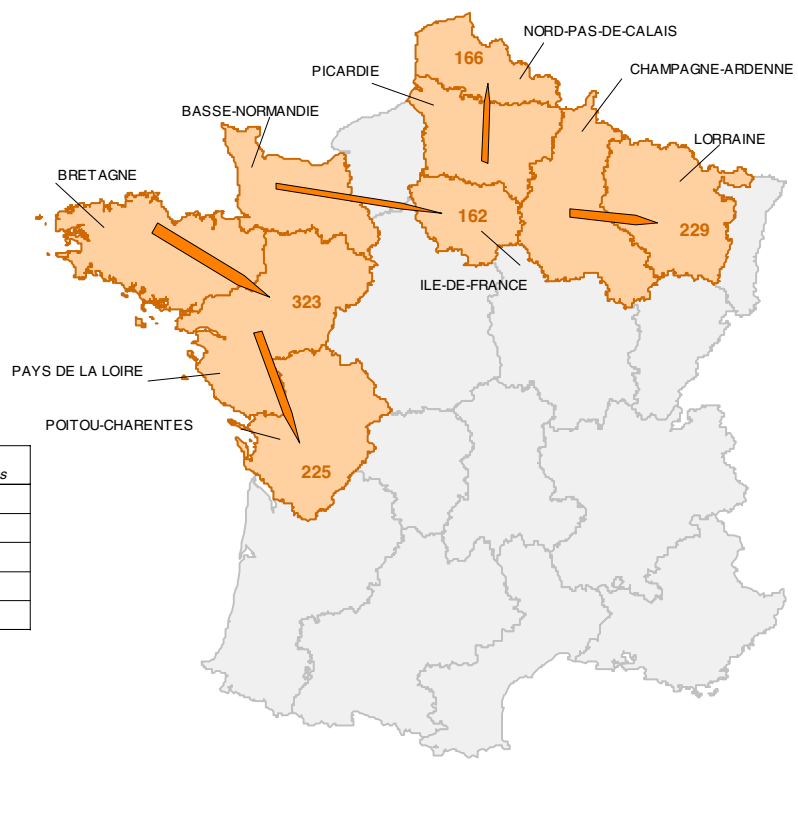 NORD-PAS-DE-CALAIS
166
PICARDIE
CHAMPAGNE-ARDENNE
BASSE-NORMANDIE
LORRAINE
BRETAGNE
162
229
ILE-DE-FRANCE
323
PAYS DE LA LOIRE
POITOU-CHARENTES
225
s